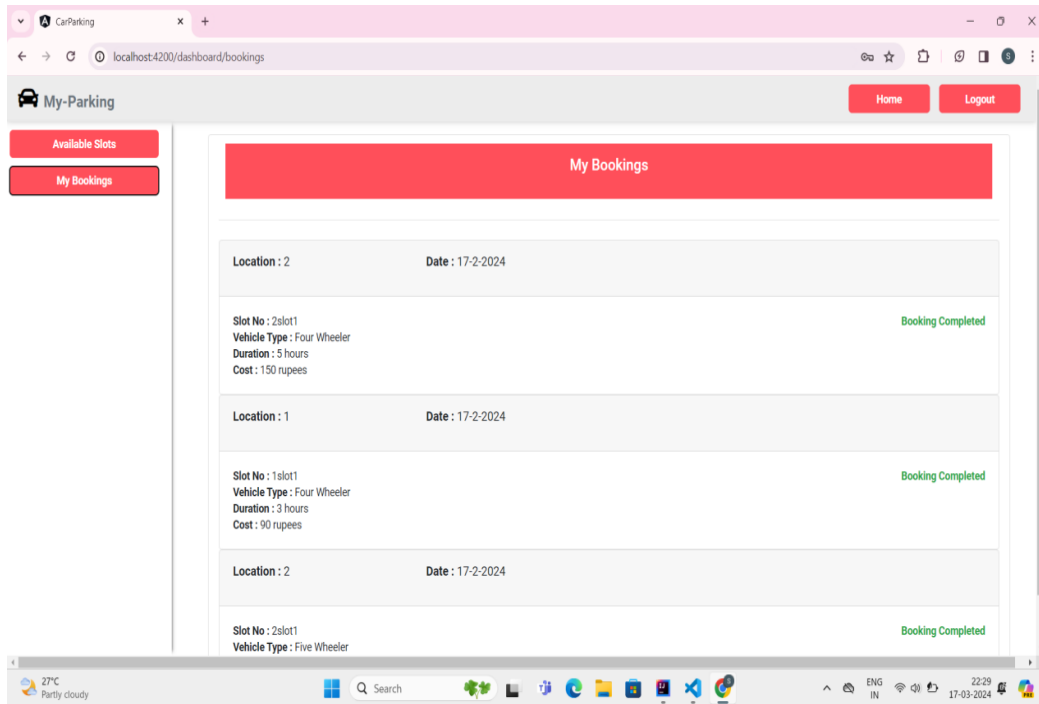 CarParking
localhost:4200/dashboard/bookings
S
My-Parking
Home
Logout
Available Slots
My Bookings
My Bookings
Location : 2 Date : 17-2-2024
Slot No : 2slot1 Booking Completed
Vehicle Type : Four Wheeler
Duration : 5 hours
Cost : 150 rupees
Location : 1 Date : 17-2-2024
Slot No : 1slot1 Booking Completed
Vehicle Type : Four Wheeler
Duration : 3 hours
Cost : 90 rupees
Location : 2 Date : 17-2-2024
Slot No : 2slot1 Booking Completed
Vehicle Type : Five Wheeler
27°C
Partly cloudy
Search
ENG
IN
22:29
17-03-2024
PRE